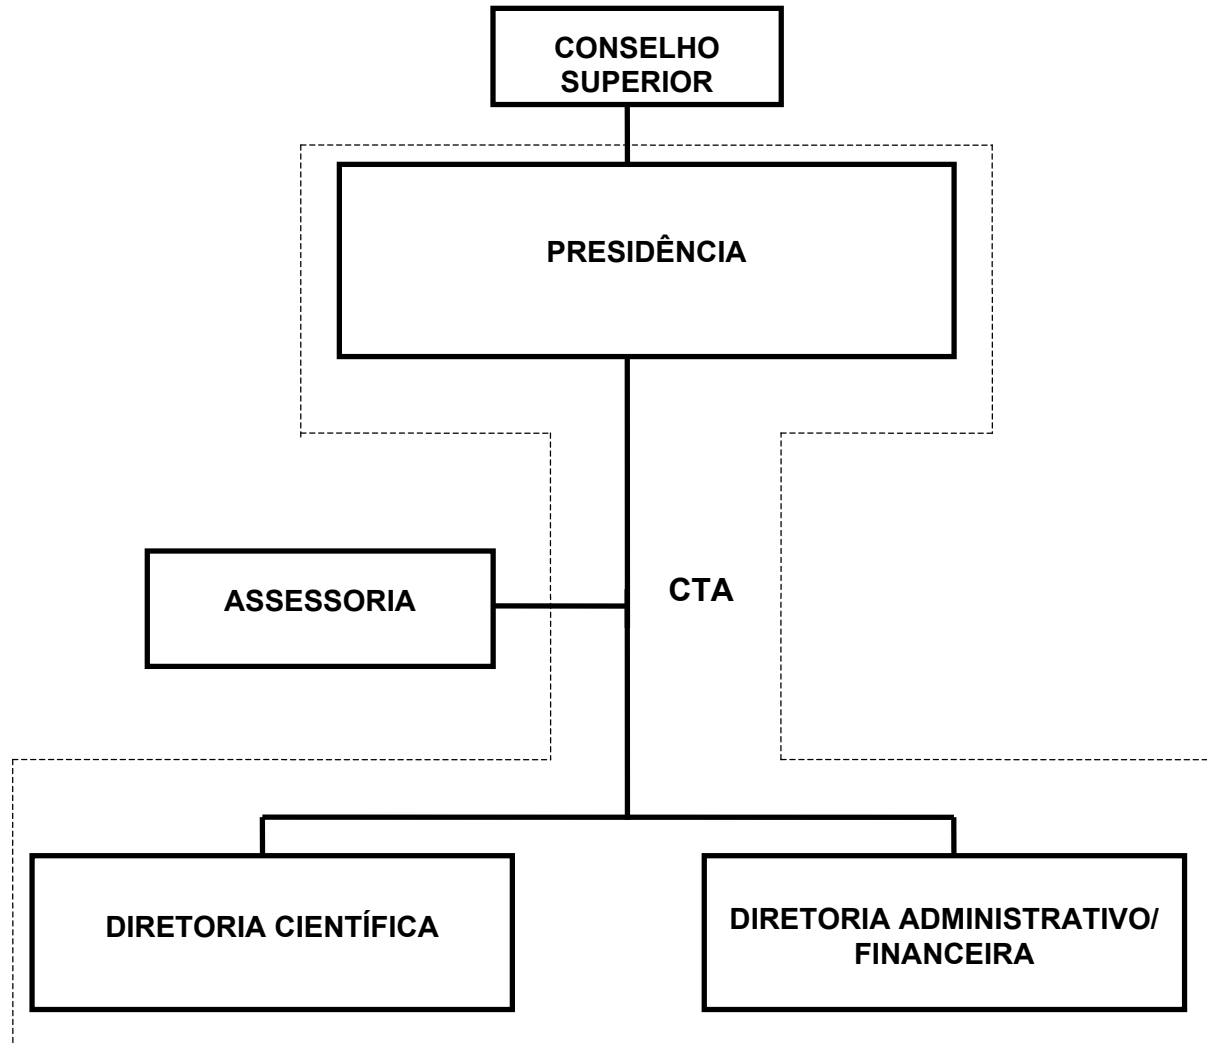 CONSELHO
SUPERIOR
PRESIDÊNCIA
ASSESSORIA
CTA
DIRETORIA CIENTÍFICA
DIRETORIA ADMINISTRATIVO/
FINANCEIRA